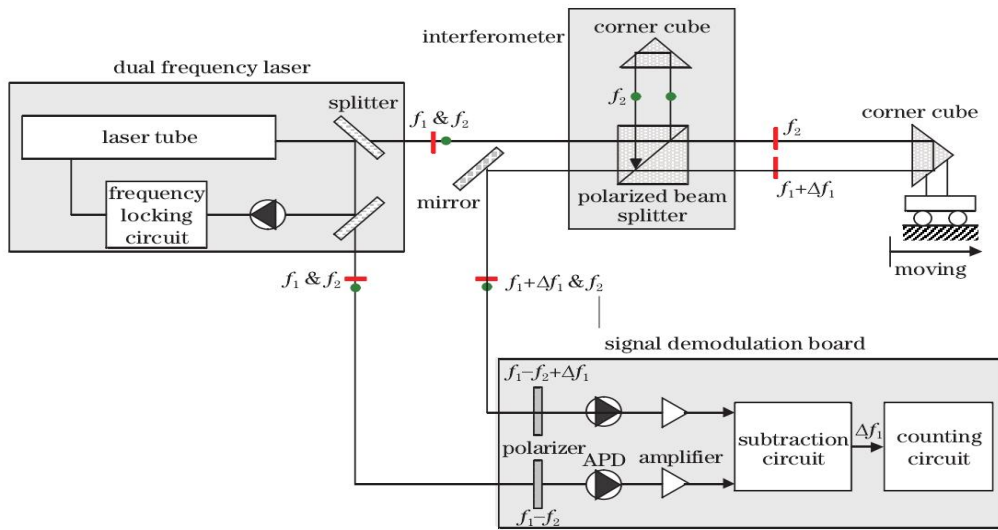 interferometer
corner cube
dual frequency laser
splitter
f₁ & f₂
f₂
corner cube
laser tube
f₂
frequency
locking
circuit
mirror
polarized beam
splitter
f₁+Δf₁
moving
f₁ & f₂
f₁+Δf₁ & f₂
signal demodulation board
f₁−f₂+Δf₁
polarizer
APD
amplifier
subtraction
circuit
Δf₁
counting
circuit
f₁−f₂